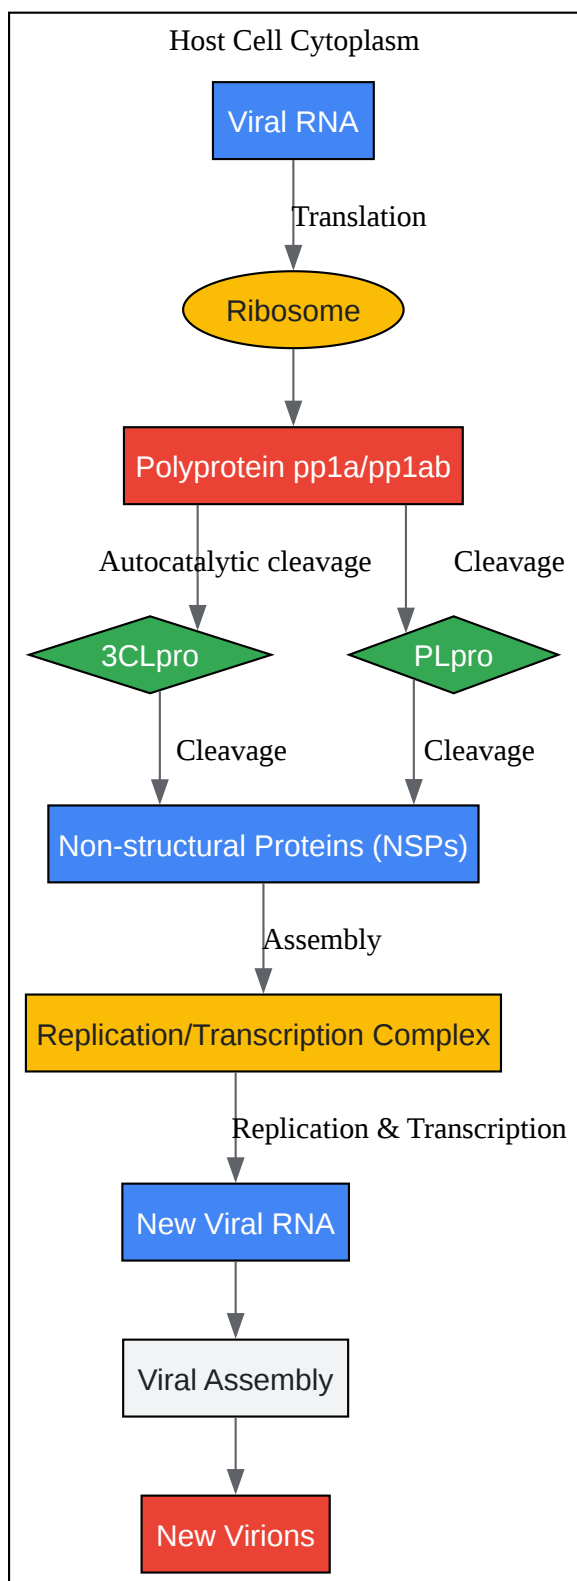 Host Cell Cytoplasm
Viral RNA
Translation
Ribosome
Polyprotein pp1a/pp1ab
Autocatalytic cleavage
Cleavage
3CLpro
PLpro
Cleavage
Cleavage
Non-structural Proteins (NSPs)
Assembly
Replication/Transcription Complex
Replication & Transcription
New Viral RNA
Viral Assembly
New Virions